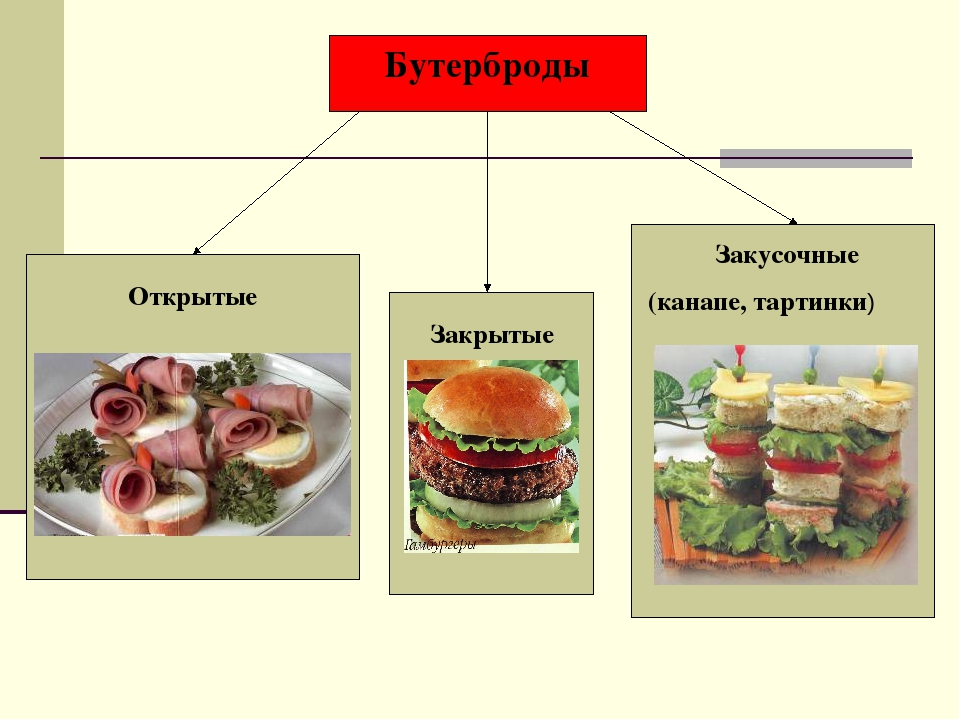 Бутерброды
Открытые
Закрытые
Гамбургеры
Закусочные
(канапе, тартинки)